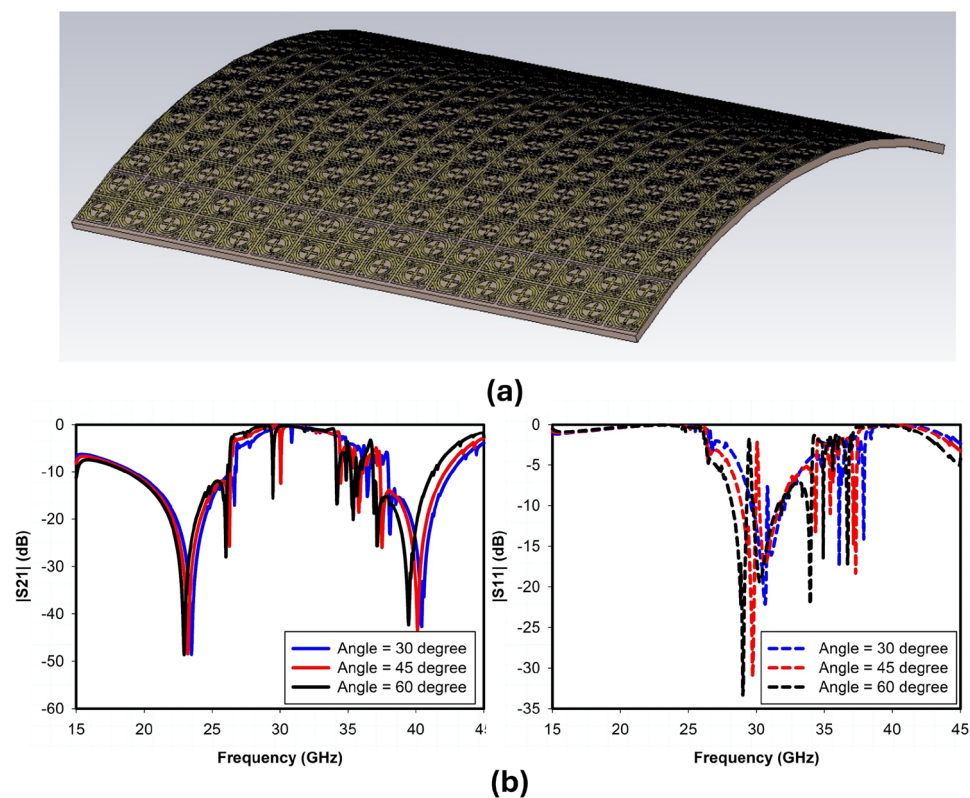 (a)
0
-10
-20
-30
-40
-50
-60
|S21| (dB)
Angle = 30 degree
Angle = 45 degree
Angle = 60 degree
15 20 25 30 35 40 45
Frequency (GHz)
0
-5
-10
-15
-20
-25
-30
-35
|S11| (dB)
Angle = 30 degree
Angle = 45 degree
Angle = 60 degree
15 20 25 30 35 40 45
Frequency (GHz)
(b)